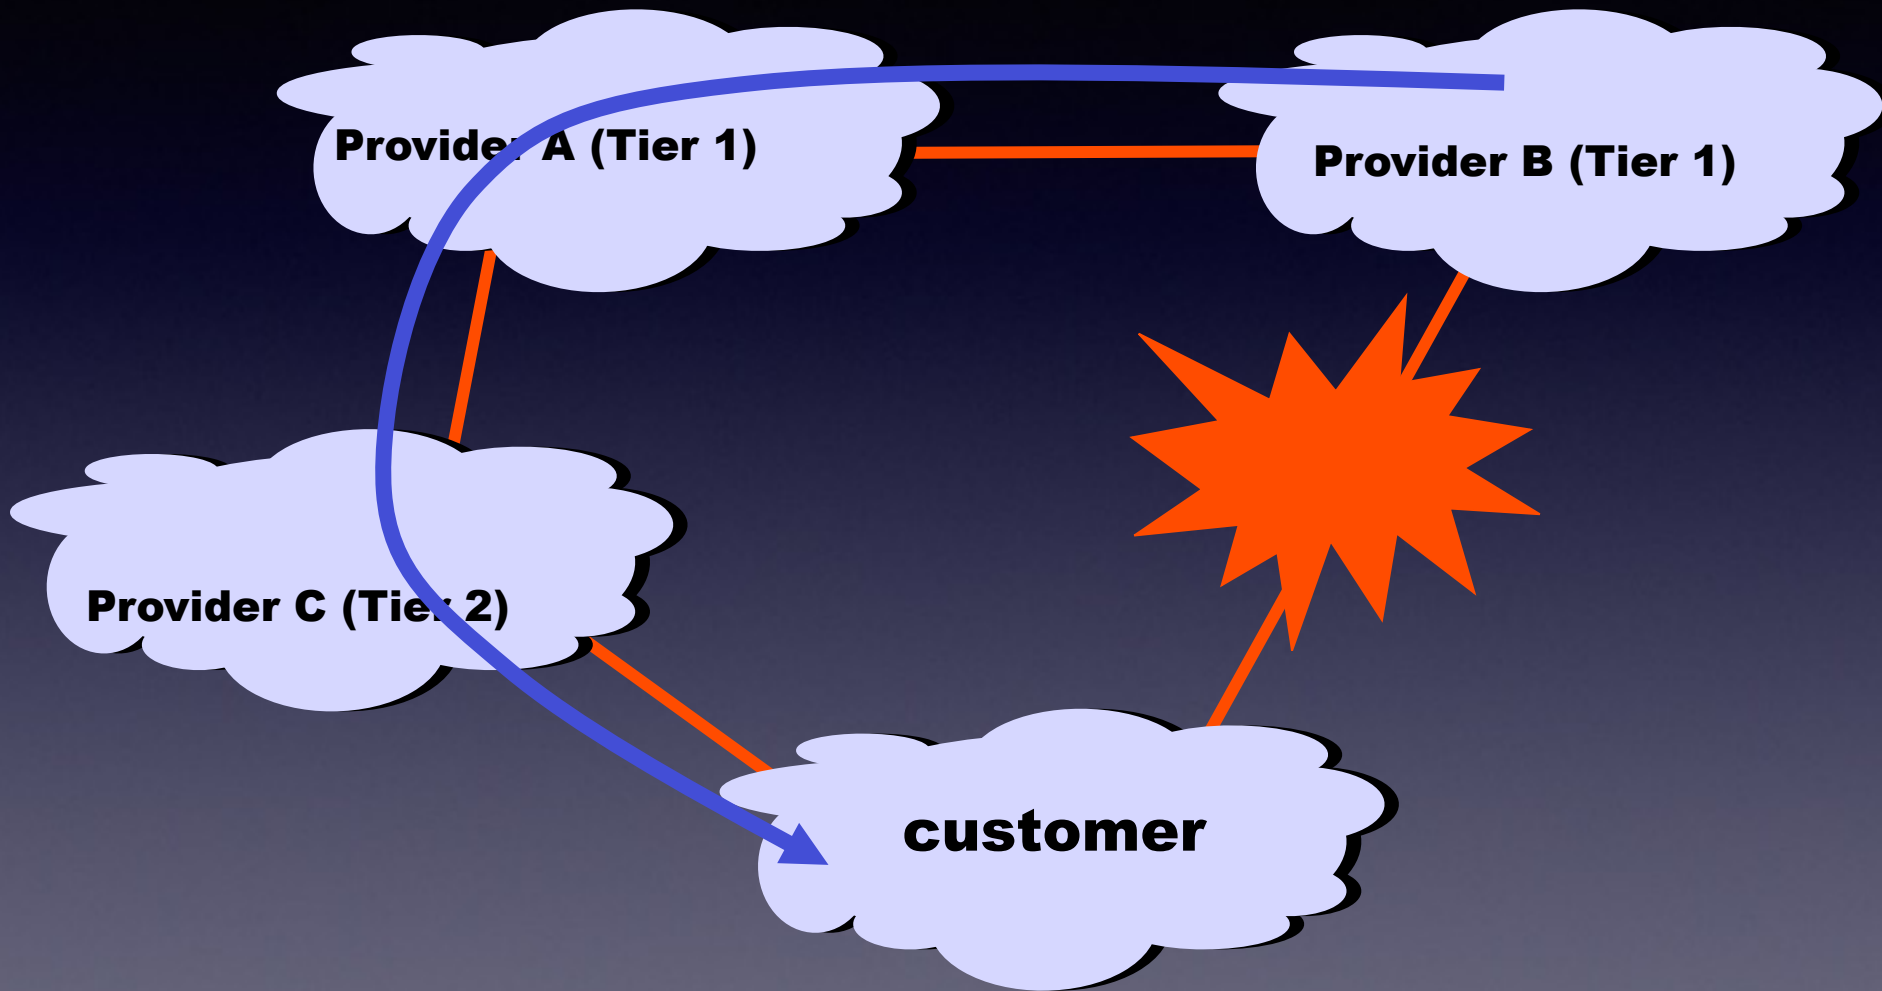 Provider A (Tier 1)
Provider B (Tier 1)
Provider C (Tier 2)
customer